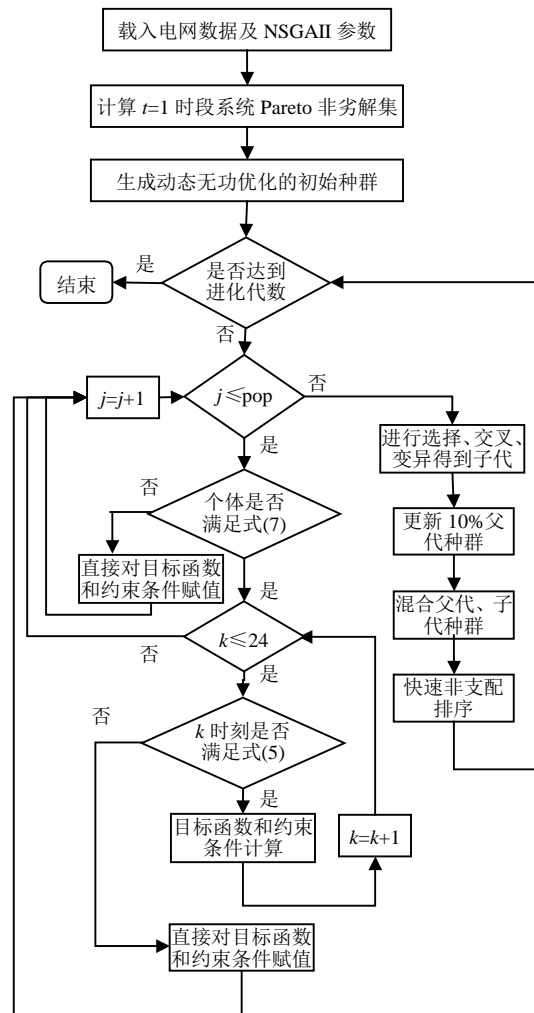 载入电网数据及 NSGAII 参数
计算 t=1 时段系统 Pareto 非劣解集
生成动态无功优化的初始种群
是否达到
进化代数
是
结束
否
j≤pop
j=j+1
否
是
进行选择、交叉、
变异得到子代
更新 10%父
代种群
混合父代、子
代种群
快速非支配
排序
个体是否
满足式(7)
否
直接对目标函数
和约束条件赋值
是
k≤24
否
是
k 时刻是否
满足式(5)
否
是
目标函数和约束
条件计算
k=k+1
直接对目标函数
和约束条件赋值